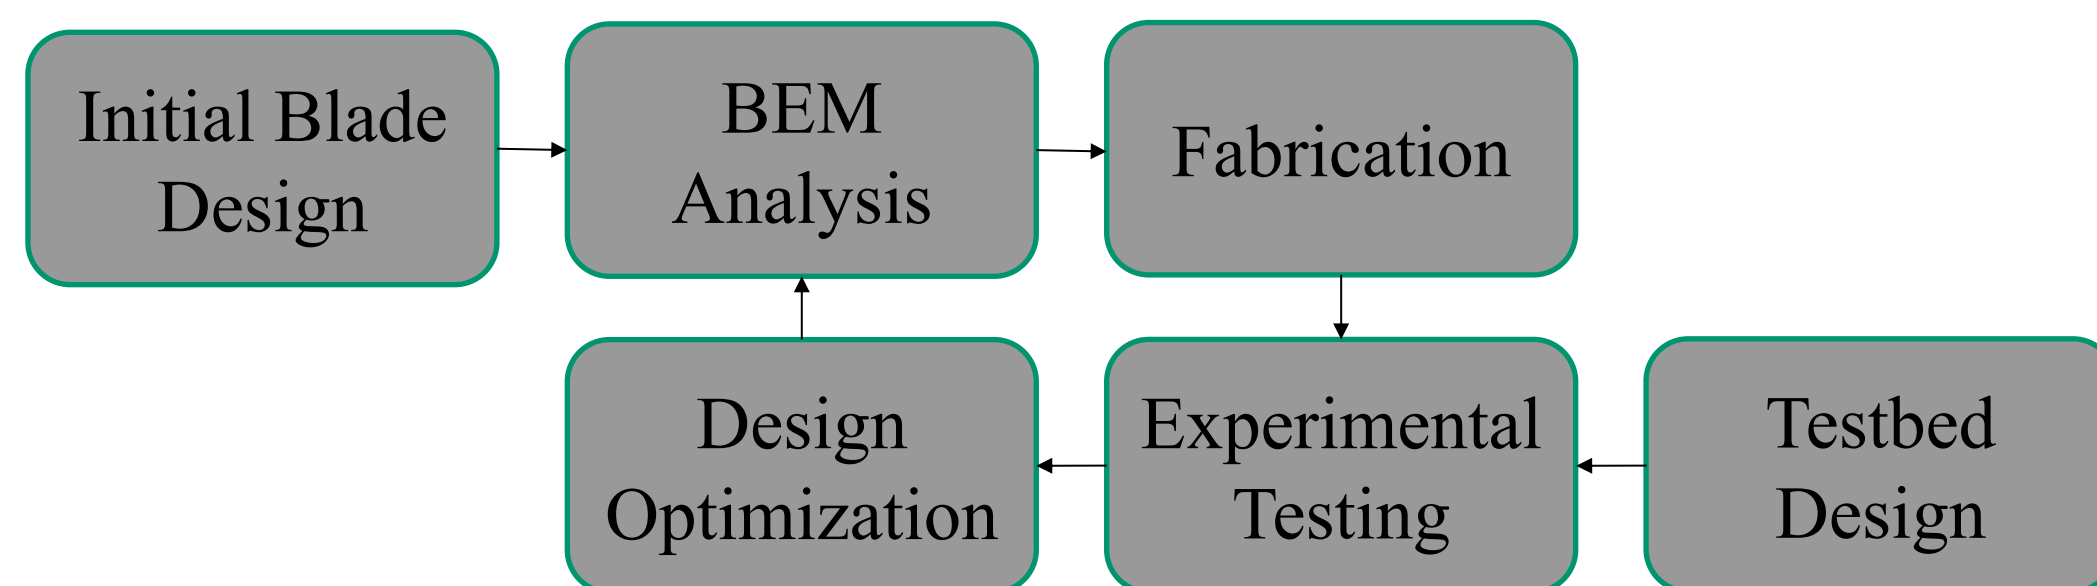 Initial Blade
Design
BEM
Analysis
Fabrication
Design
Optimization
Experimental
Testing
Testbed
Design